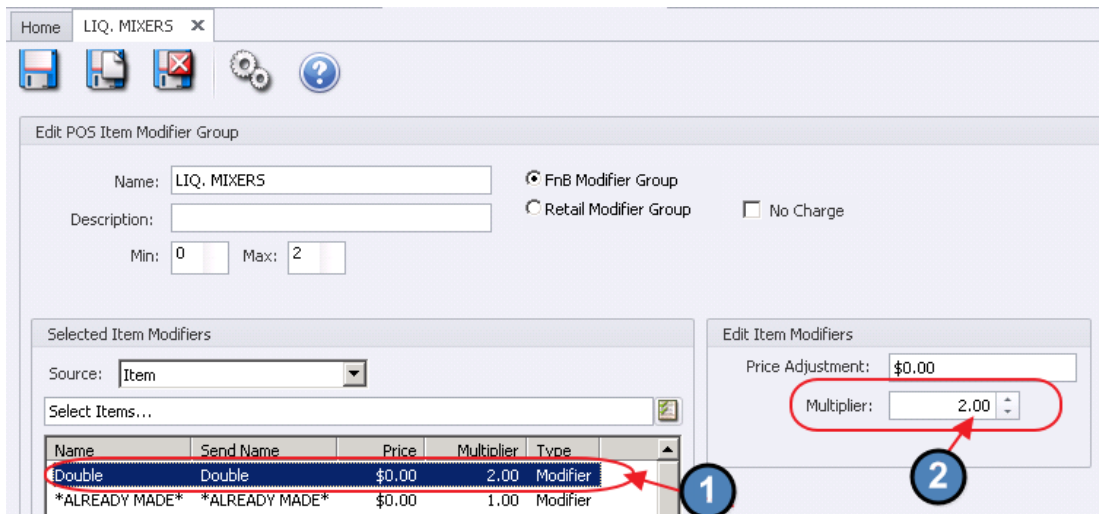 Home LIQ. MIXERS
Edit POS Item Modifier Group
Name: LIQ. MIXERS FnB Modifier Group
Description: Retail Modifier Group No Charge
Min: 0 Max: 2
Selected Item Modifiers Edit Item Modifiers
Source: Item Price Adjustment: $0.00
Select Items... Multiplier: 2.00
Name Send Name Price Multiplier Type
Double Double $0.00 2.00 Modifier
*ALREADY MADE* *ALREADY MADE* $0.00 1.00 Modifier
1 2